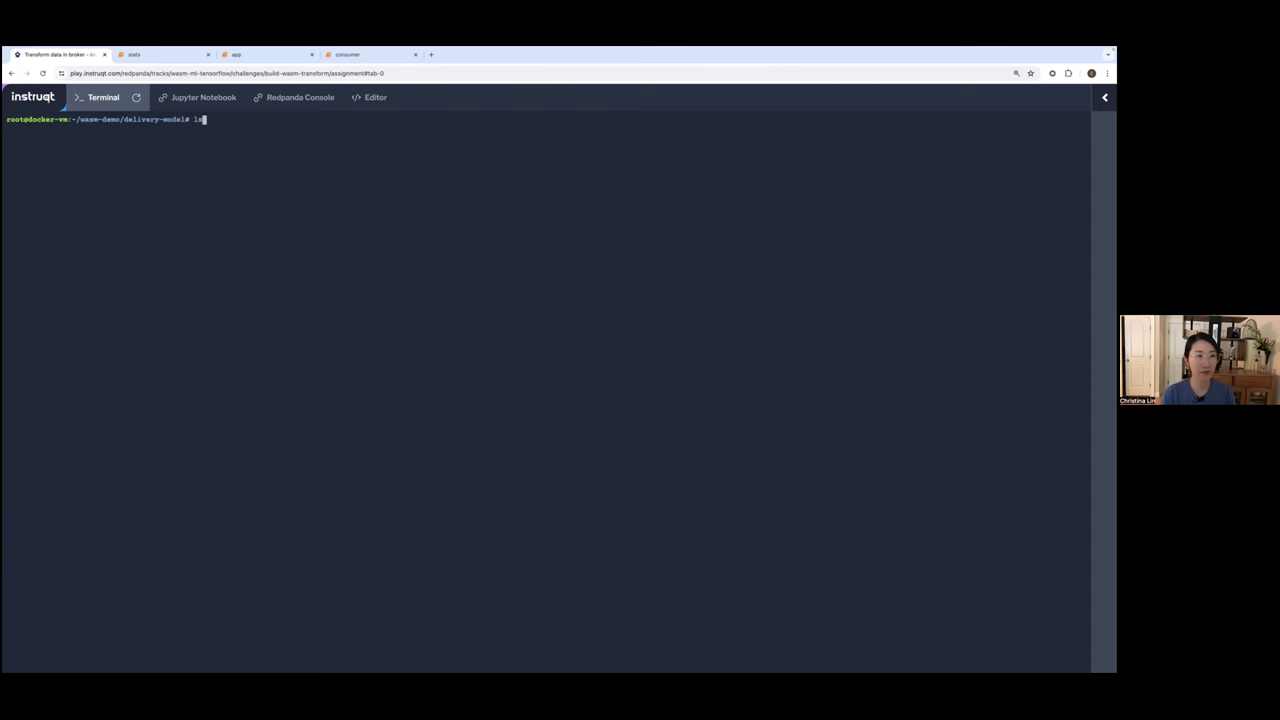 Transform data in broker - Ins
stats
app
consumer
play.instruqt.com/redpanda/tracks/wasm-ml-tensorflow/challenges/build-wasm-transform/assignment#tab-0
instruqt
>_ Terminal
Jupyter Notebook
Redpanda Console
</> Editor
root@docker-vm:~/wasm-demo/delivery-model# ls
Christina Lin